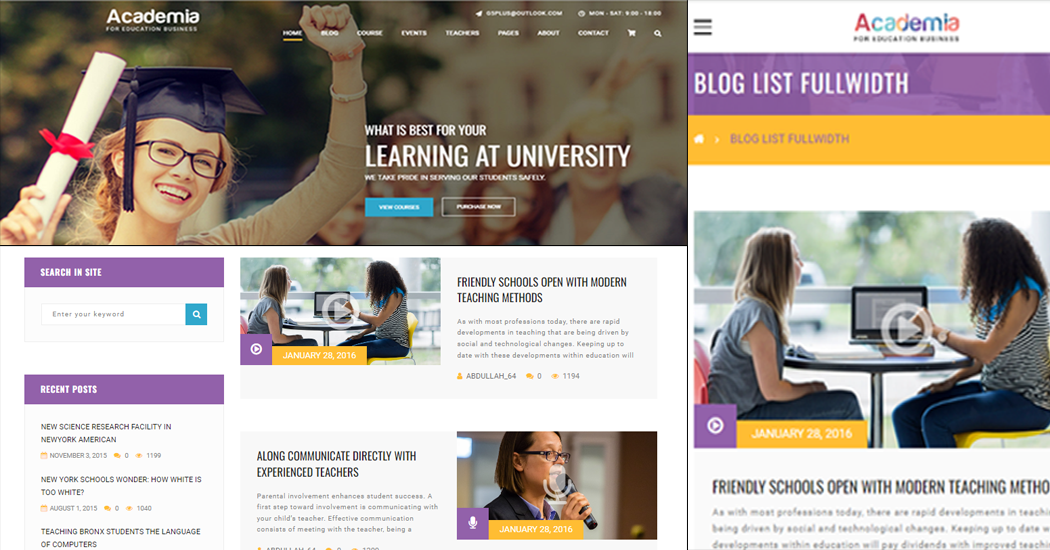 Academia
FOR EDUCATION BUSINESS
GSPLUS@OUTLOOK.COM
MON - SAT: 9:00 - 18:00
HOME BLOG COURSE EVENTS TEACHERS PAGES ABOUT CONTACT
WHAT IS BEST FOR YOUR
LEARNING AT UNIVERSITY
WE TAKE PRIDE IN SERVING OUR STUDENTS SAFELY.
VIEW COURSES
PURCHASE NOW
SEARCH IN SITE
Enter your keyword
RECENT POSTS
NEW SCIENCE RESEARCH FACILITY IN
NEWYORK AMERICAN
NOVEMBER 3, 2015 0 1199
NEW YORK SCHOOLS WONDER: HOW WHITE IS
TOO WHITE?
AUGUST 1, 2015 0 1040
TEACHING BRONX STUDENTS THE LANGUAGE
OF COMPUTERS
JANUARY 28, 2016
FRIENDLY SCHOOLS OPEN WITH MODERN
TEACHING METHODS
As with most professions today, there are rapid
developments in teaching that are being driven by
social and technological changes. Keeping up to
date with these developments within education will
ABDULLAH_64 0 1194
ALONG COMMUNICATE DIRECTLY WITH
EXPERIENCED TEACHERS
Parental involvement enhances student success. A
first step toward involvement is communicating with
your child's teacher. Effective communication
consists of meeting with the teacher, being a
JANUARY 28, 2016
Academia
FOR EDUCATION BUSINESS
BLOG LIST FULLWIDTH
BLOG LIST FULLWIDTH
JANUARY 28, 2016
FRIENDLY SCHOOLS OPEN WITH MODERN TEACHING METHO
As with most professions today, there are rapid developments in teachin
being driven by social and technological changes. Keeping up to date w
developments within education will pay dividends with improved teachi